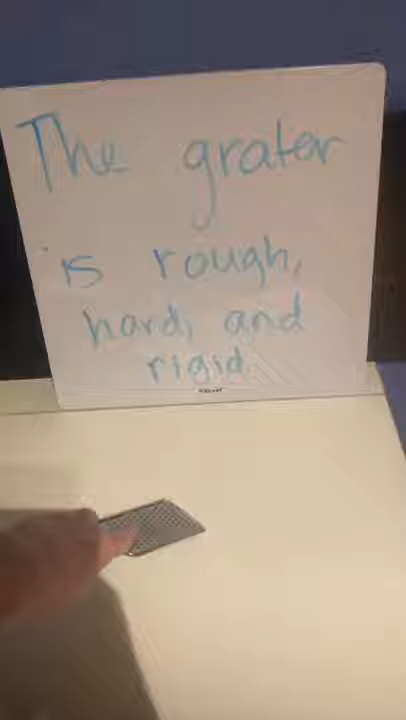 The grater
is rough,
hard, and
rigid.